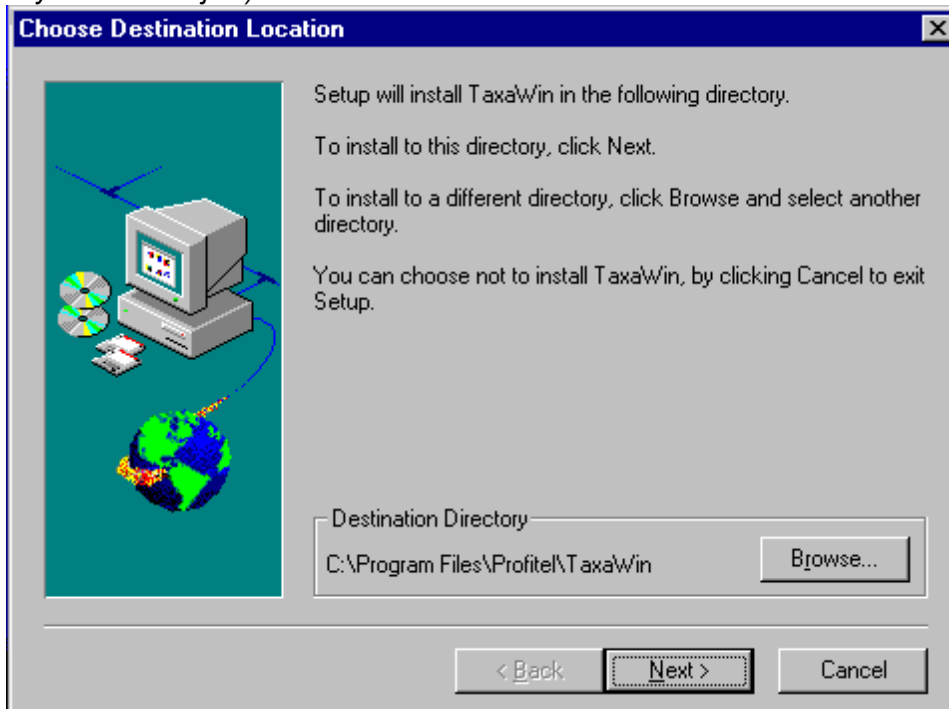 Choose Destination Location
Setup will install TaxaWin in the following directory.
To install to this directory, click Next.
To install to a different directory, click Browse and select another
directory.
You can choose not to install TaxaWin, by clicking Cancel to exit
Setup.
Destination Directory
C:\Program Files\Profitel\TaxaWin
Browse...
< Back
Next >
Cancel